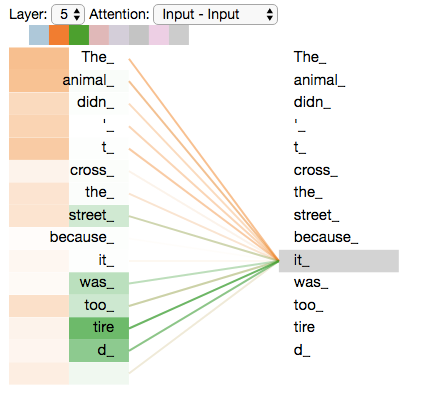 Layer: 5 Attention: Input - Input
The_ The_
animal_ animal_
didn_ didn_
'_ '_
t_ t_
cross_ cross_
the_ the_
street_ street_
because_ because_
it_ it_
was_ was_
too_ too_
tire tire
d_ d_